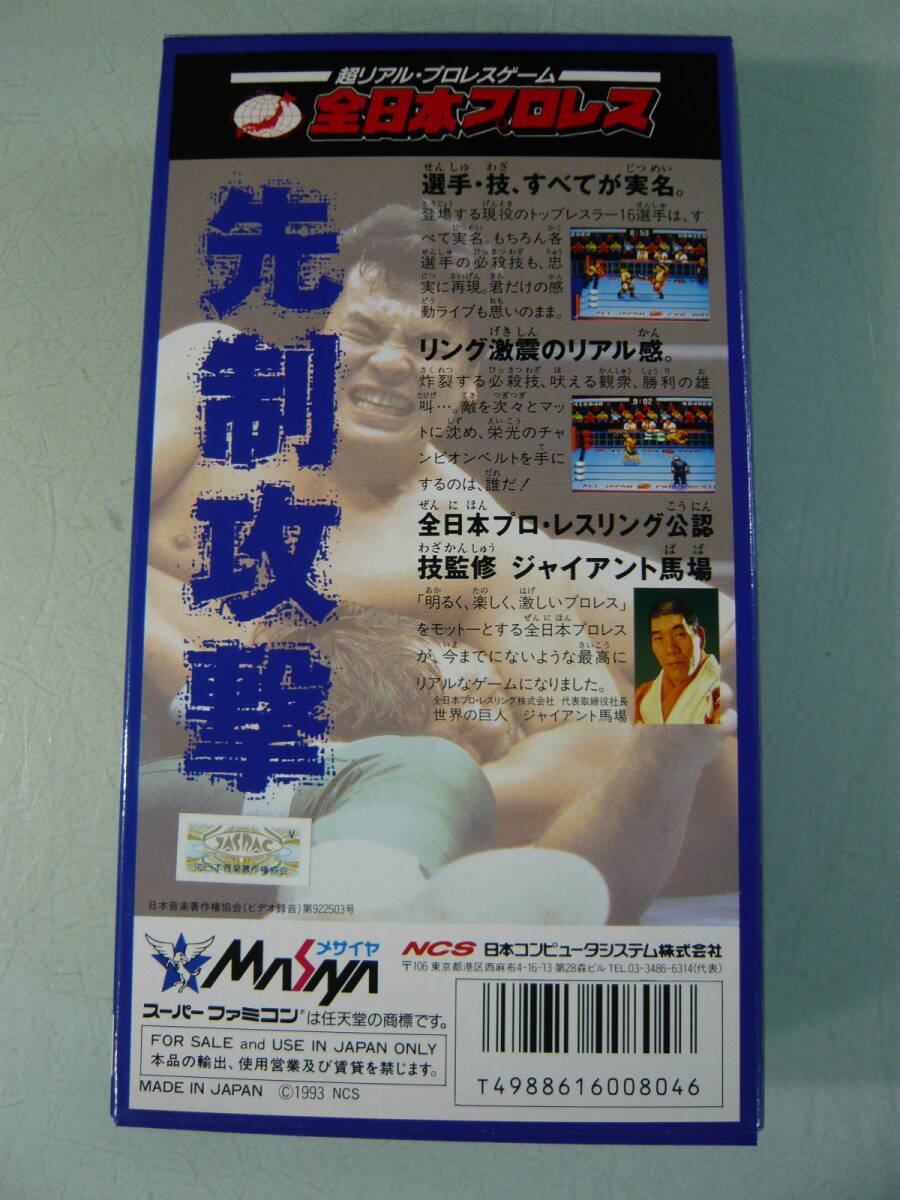 超リアル・プロレスゲーム
全日本プロレス
先制攻撃
選手・技、すべてが実名。
登場する現役のトップレスラー16選手は、す
べて実名。もちろん各
選手の必殺技も、忠
実に再現。君だけの感
動ライブも思いのまま。
リング激震のリアル感。
炸裂する必殺技、吠える観衆、勝利の雄
叫…。敵を次々とマッ
トに沈め、栄光のチャ
ンピオンベルトを手に
するのは、誰だ!
全日本プロ・レスリング公認
技監修 ジャイアント馬場
「明るく、楽しく、激しいプロレス」
をモットーとする全日本プロレス
が、今までにないような最高に
リアルなゲームになりました。
全日本プロ・レスリング株式会社 代表取締役社長
世界の巨人 ジャイアント馬場
V
JASRAC
日本音楽著作権協会
日本音楽著作権協会(ビデオ録音)第922503号
メサイヤ
MASAYA
NCS 日本コンピュータシステム株式会社
〒106 東京都港区西麻布4-16-13 第28森ビル TEL.03-3486-6314(代表)
スーパーファミコン®は任天堂の商標です。
FOR SALE and USE IN JAPAN ONLY
本品の輸出、使用営業及び賃貸を禁じます。
MADE IN JAPAN ©1993 NCS
T4988616008046